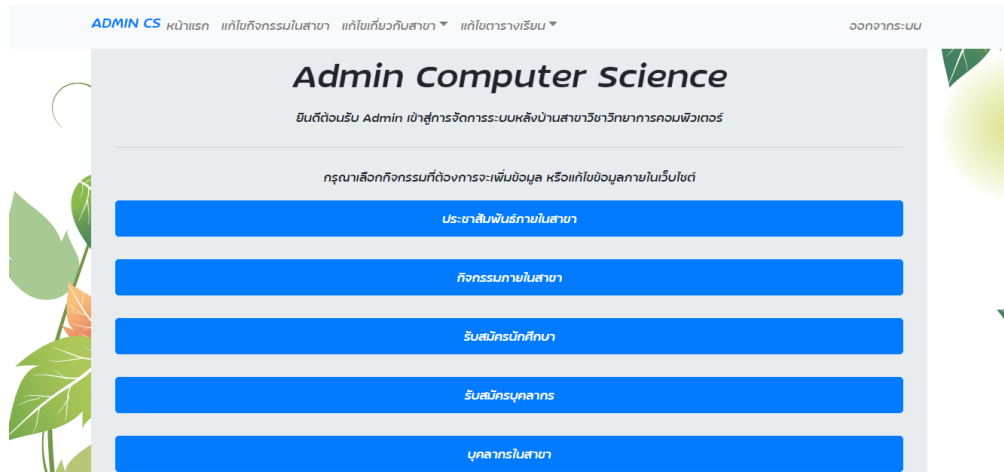 ADMIN CS หน้าแรก แก้ไขกิจกรรมในสาขา แก้ไขเกี่ยวกับสาขา แก้ไขตารางเรียน ออกจากระบบ
Admin Computer Science
ยินดีต้อนรับ Admin เข้าสู่การจัดการระบบหลังบ้านสาขาวิชาวิทยาการคอมพิวเตอร์
กรุณาเลือกกิจกรรมที่ต้องการจะเพิ่มข้อมูล หรือแก้ไขข้อมูลภายในเว็บไซต์
ประชาสัมพันธ์ภายในสาขา
กิจกรรมภายในสาขา
รับสมัครนักศึกษา
รับสมัครบุคลากร
บุคลากรในสาขา